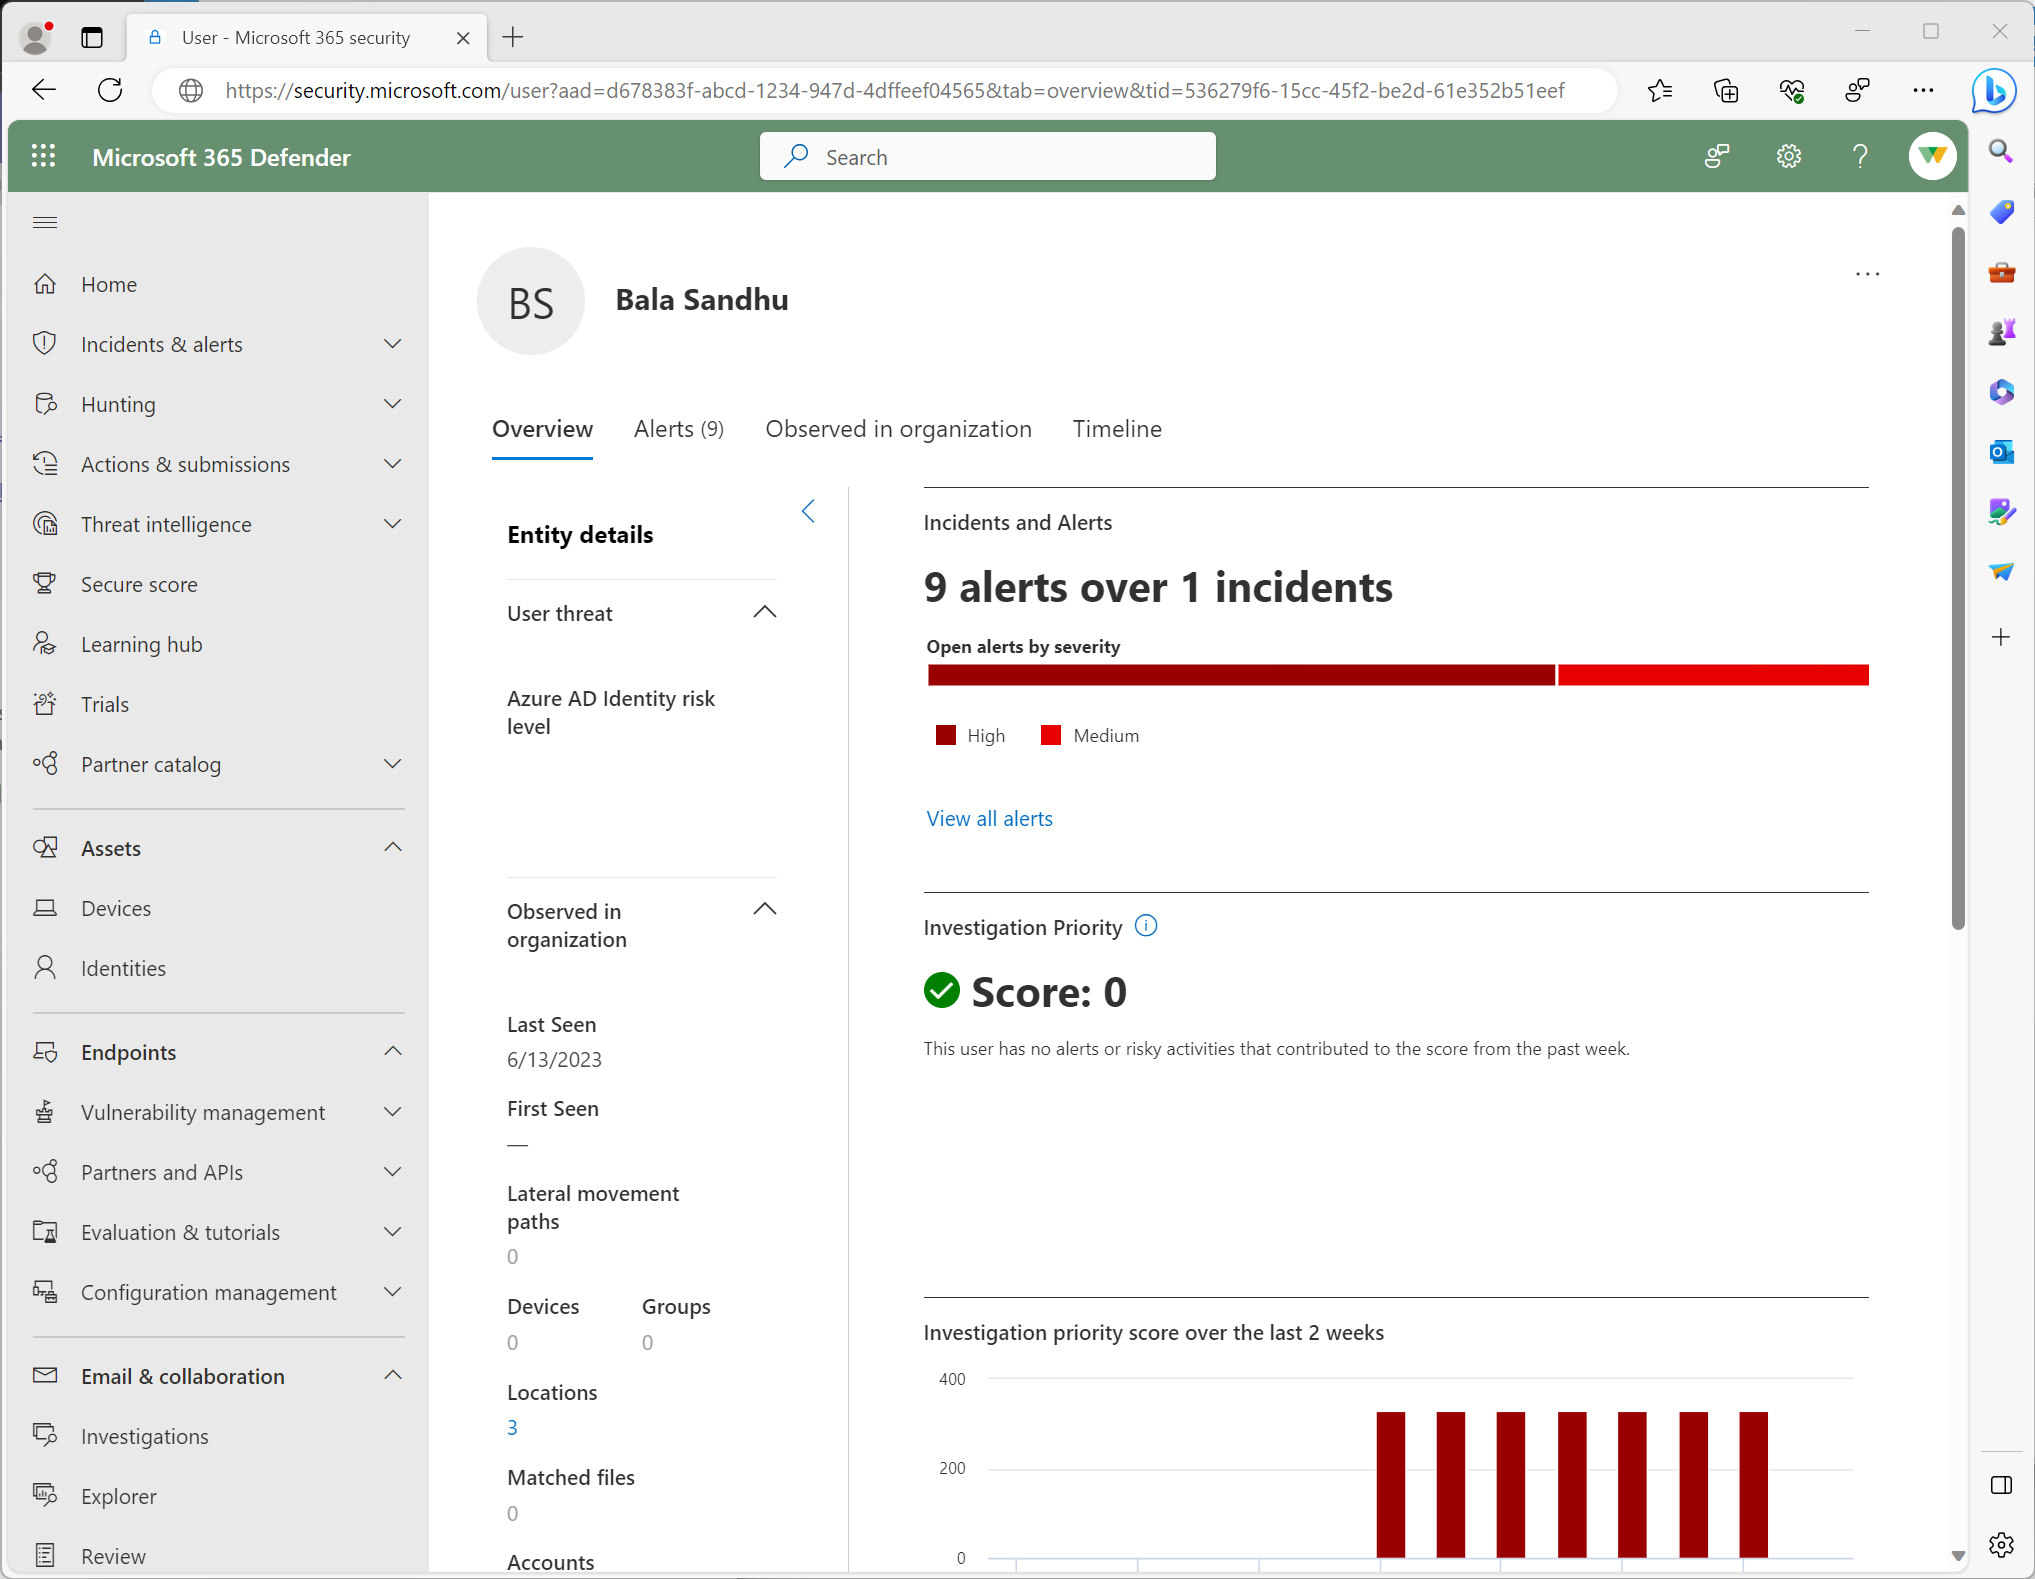 User - Microsoft 365 security
https://security.microsoft.com/user?aad=d678383f-abcd-1234-947d-4dffeef04565&tab=overview&tid=536279f6-15cc-45f2-be2d-61e352b51eef
Microsoft 365 Defender
Search
Home
Incidents & alerts
Hunting
Actions & submissions
Threat intelligence
Secure score
Learning hub
Trials
Partner catalog
Assets
Devices
Identities
Endpoints
Vulnerability management
Partners and APIs
Evaluation & tutorials
Configuration management
Email & collaboration
Investigations
Explorer
Review
BS
Bala Sandhu
Overview
Alerts (9)
Observed in organization
Timeline
Entity details
User threat
Azure AD Identity risk
level
Observed in
organization
Last Seen
6/13/2023
First Seen
—
Lateral movement
paths
0
Devices Groups
0 0
Locations
3
Matched files
0
Accounts
Incidents and Alerts
9 alerts over 1 incidents
Open alerts by severity
High Medium
View all alerts
Investigation Priority
Score: 0
This user has no alerts or risky activities that contributed to the score from the past week.
Investigation priority score over the last 2 weeks
400
200
0